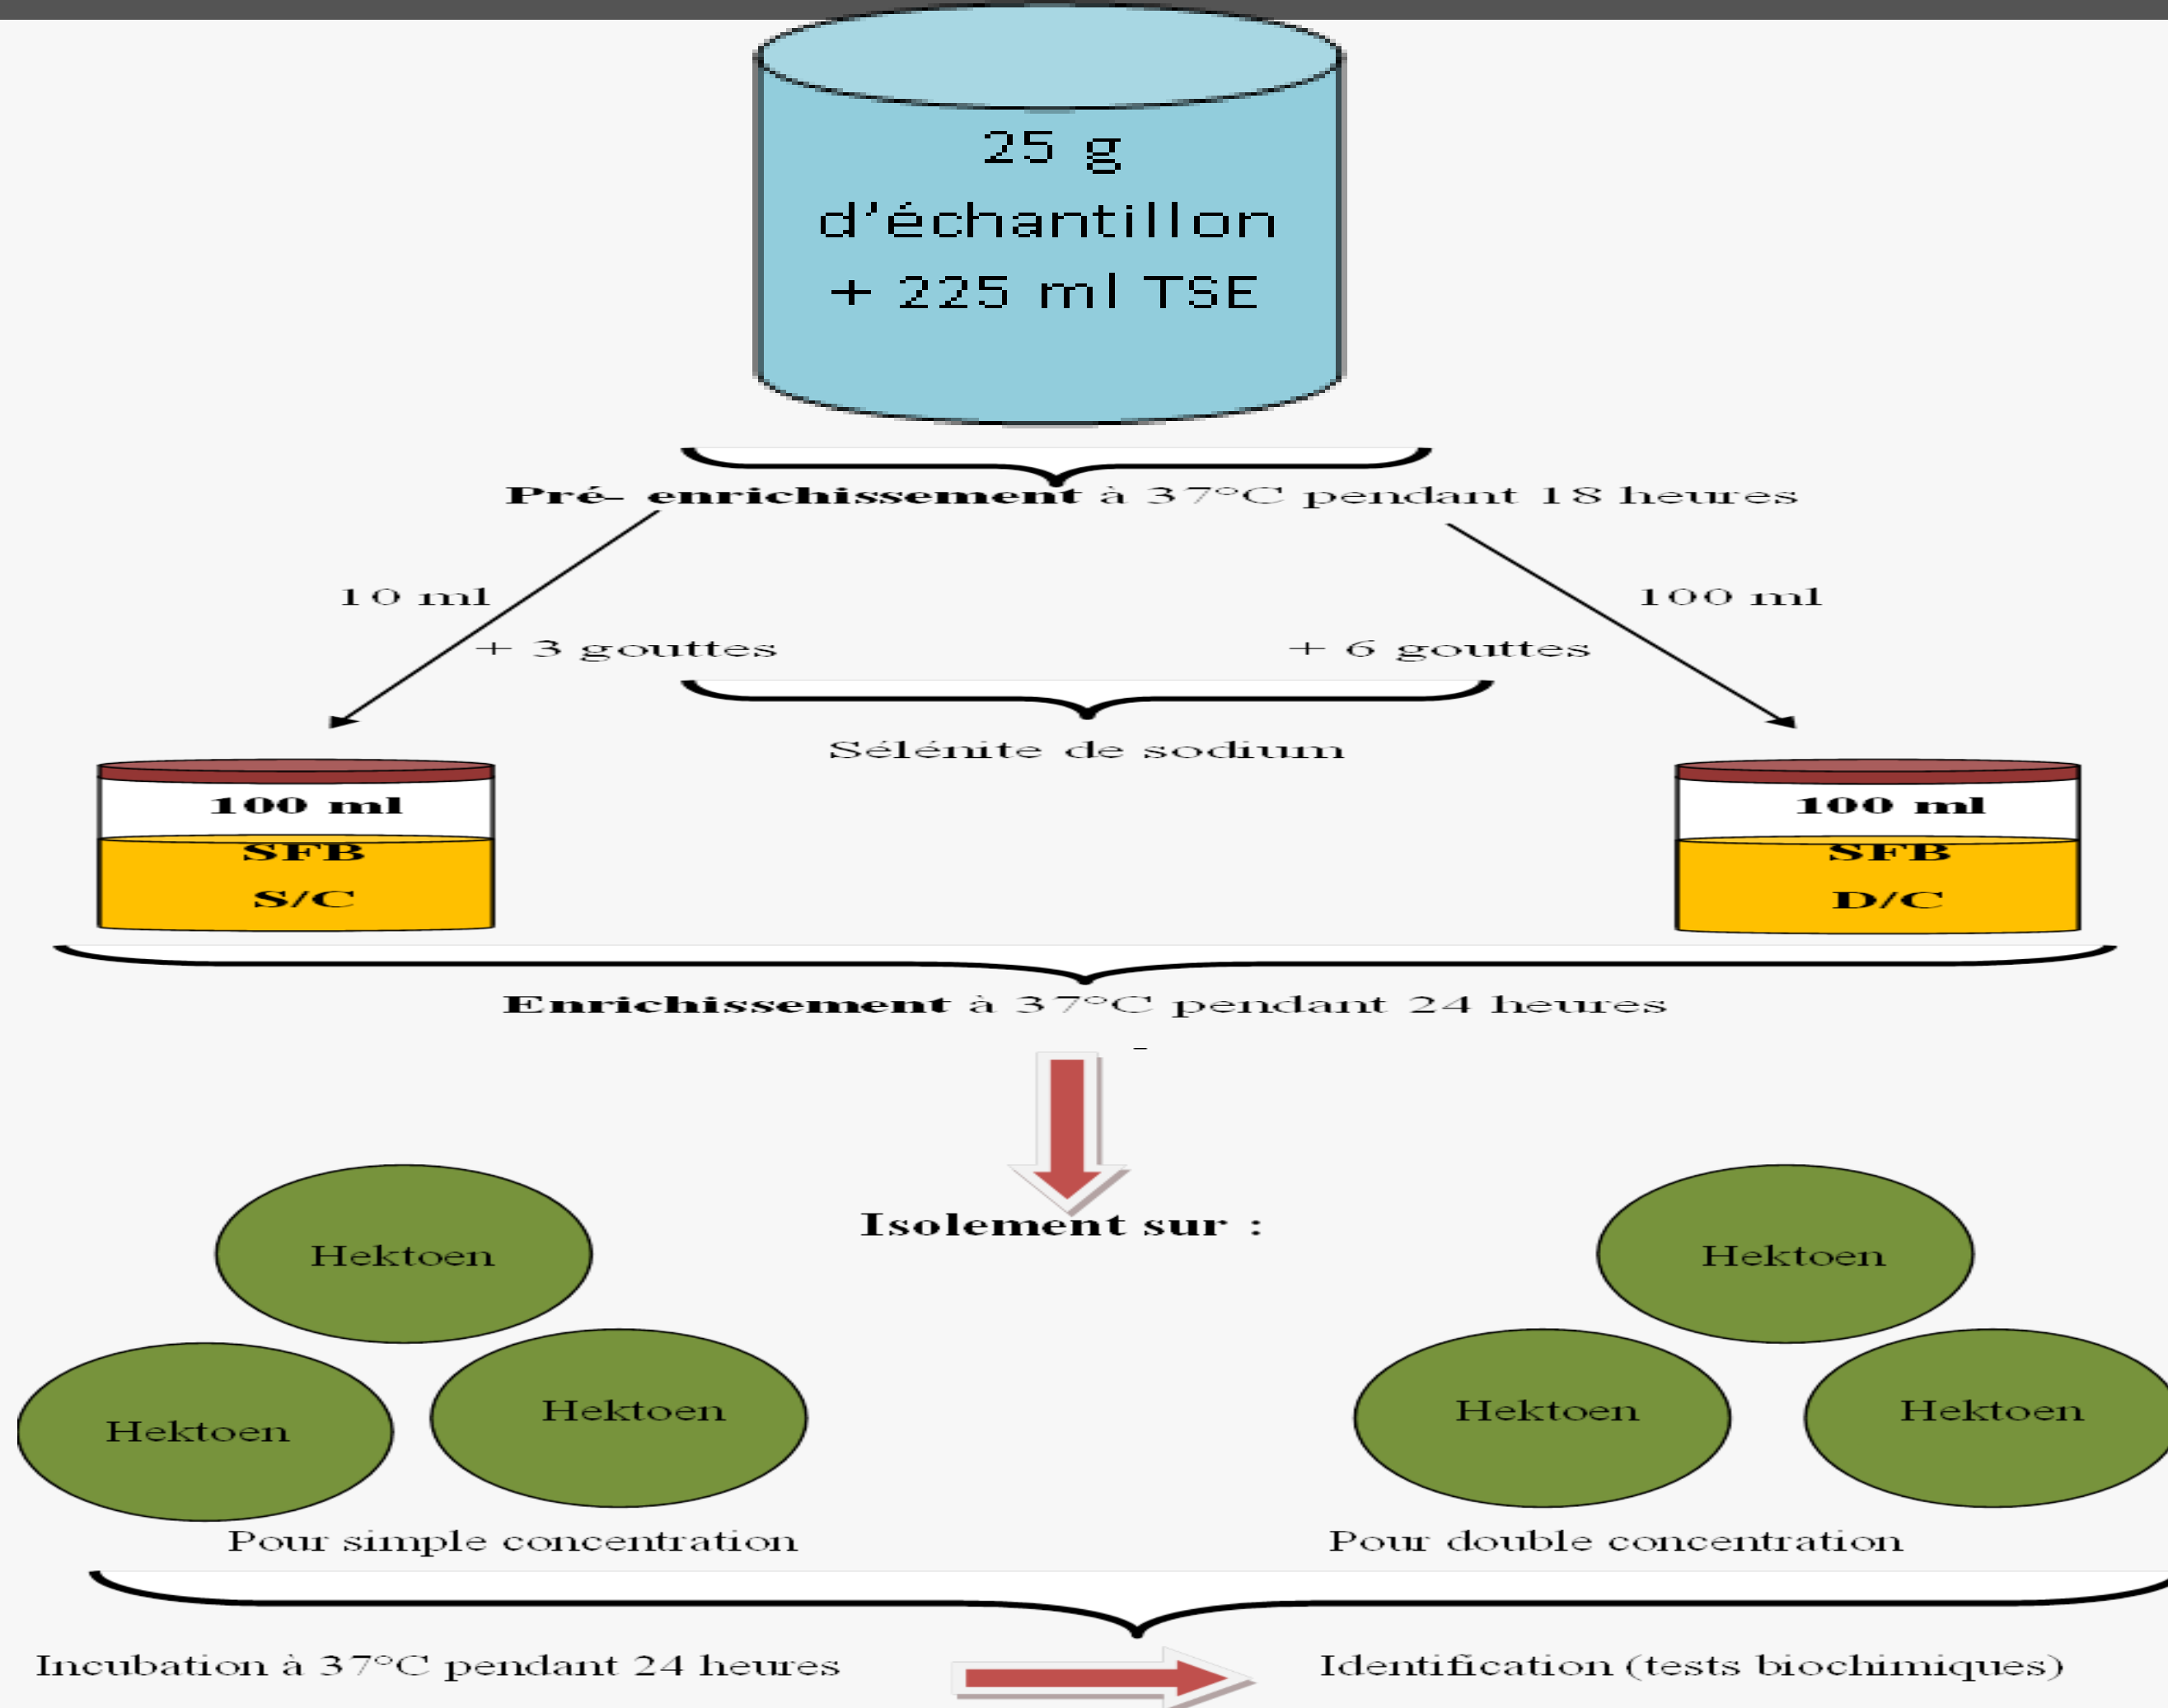 25 g
d'échantillon
+ 225 ml TSE
Pré- enrichissement à 37°C pendant 18 heures
10 ml
100 ml
+ 3 gouttes
+ 6 gouttes
Sélénite de sodium
100 ml
SFB
S/C
100 ml
SFB
D/C
Enrichissement à 37°C pendant 24 heures
-
Isolement sur :
Hektoen
Hektoen
Hektoen
Hektoen
Hektoen
Hektoen
Pour simple concentration
Pour double concentration
Incubation à 37°C pendant 24 heures
Identification (tests biochimiques)